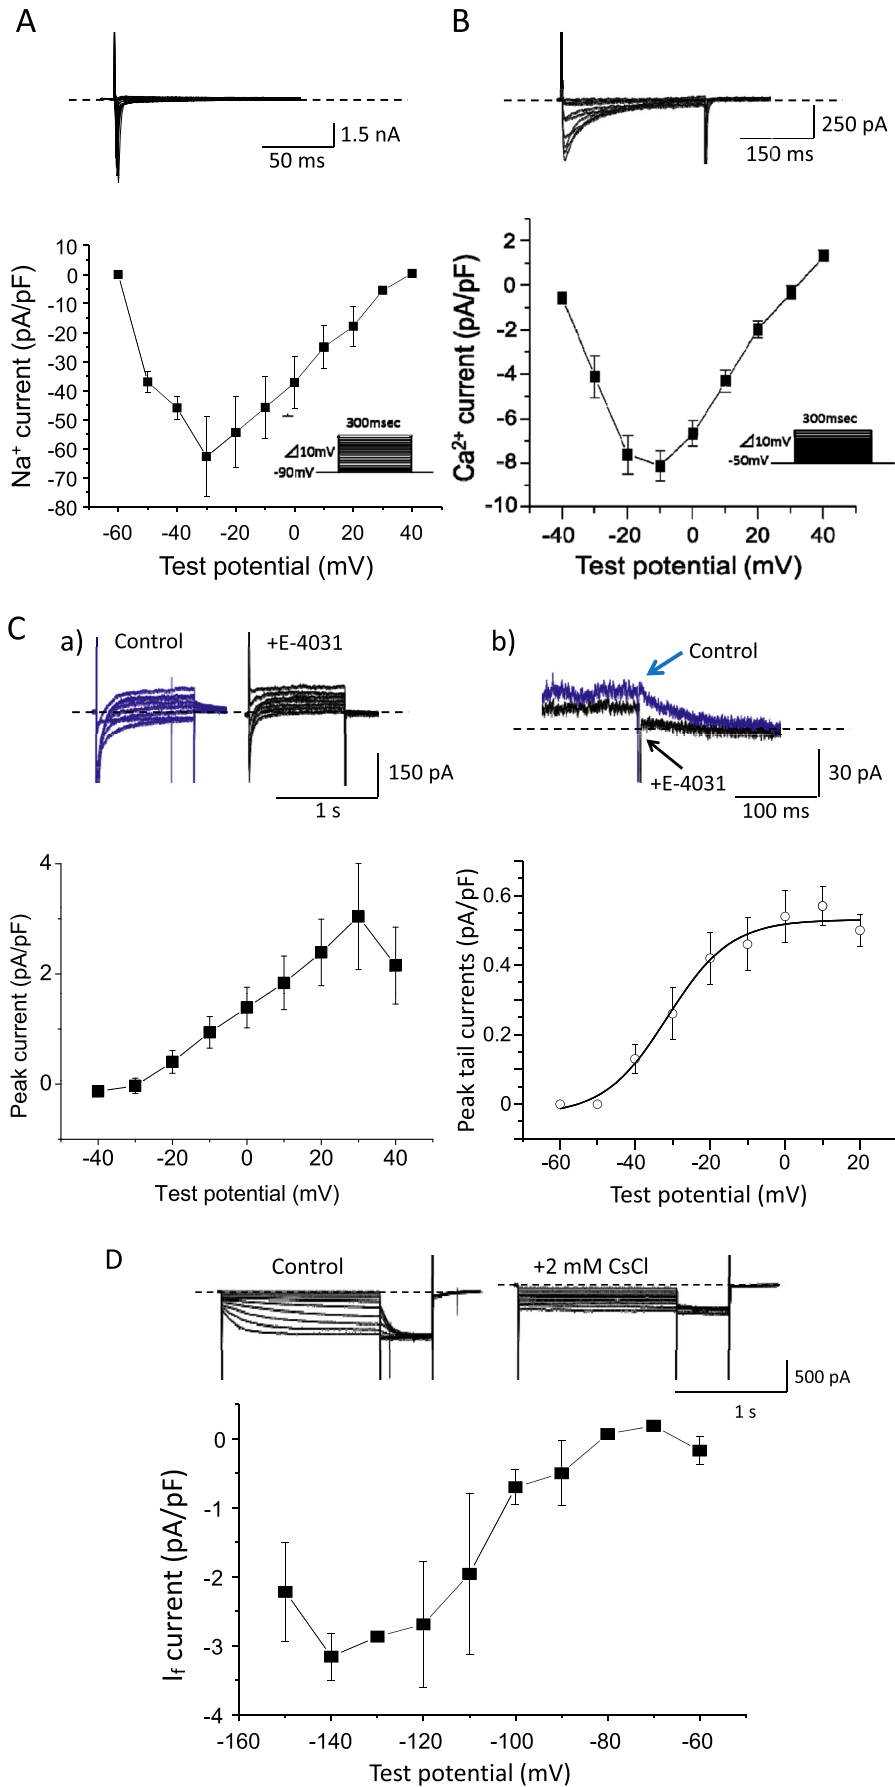 A
B
1.5 nA
50 ms
250 pA
150 ms
10
0
-10
-20
-30
-40
-50
-60
-70
-80
Na+ current (pA/pF)
300msec
10mV
-90mV
-60 -40 -20 0 20 40
Test potential (mV)
2
0
-2
-4
-6
-8
-10
Ca2+ current (pA/pF)
300msec
10mV
-50mV
-40 -20 0 20 40
Test potential (mV)
C
a)
Control
+E-4031
150 pA
1 s
b)
Control
+E-4031
30 pA
100 ms
4
2
0
Peak current (pA/pF)
-40 -20 0 20 40
Test potential (mV)
0.6
0.4
0.2
0
Peak tail currents (pA/pF)
-60 -40 -20 0 20
Test potential (mV)
D
Control
+2 mM CsCl
500 pA
1 s
0
-1
-2
-3
-4
If current (pA/pF)
-160 -140 -120 -100 -80 -60
Test potential (mV)